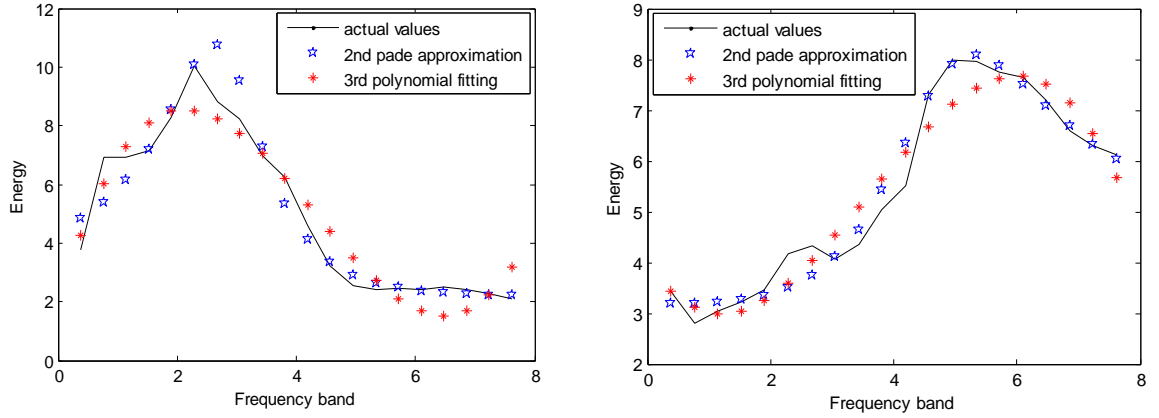 12
10
8
6
4
2
0
Energy
actual values
2nd pade approximation
3rd polynomial fitting
0 2 4 6 8
Frequency band
9
8
7
6
5
4
3
2
Energy
actual values
2nd pade approximation
3rd polynomial fitting
0 2 4 6 8
Frequency band